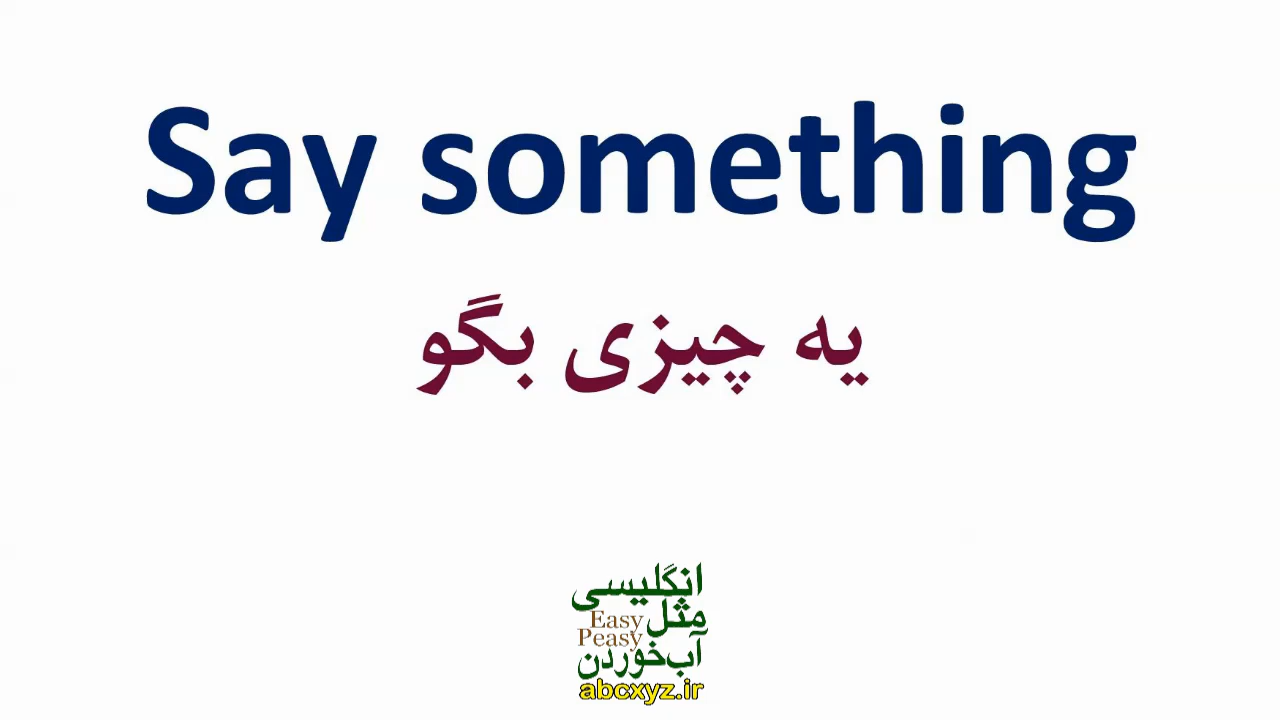 Say something
یه چیزی بگو
انگلیسی
مثل Easy
Peasy
آب‌خوردن
abcxyz.ir